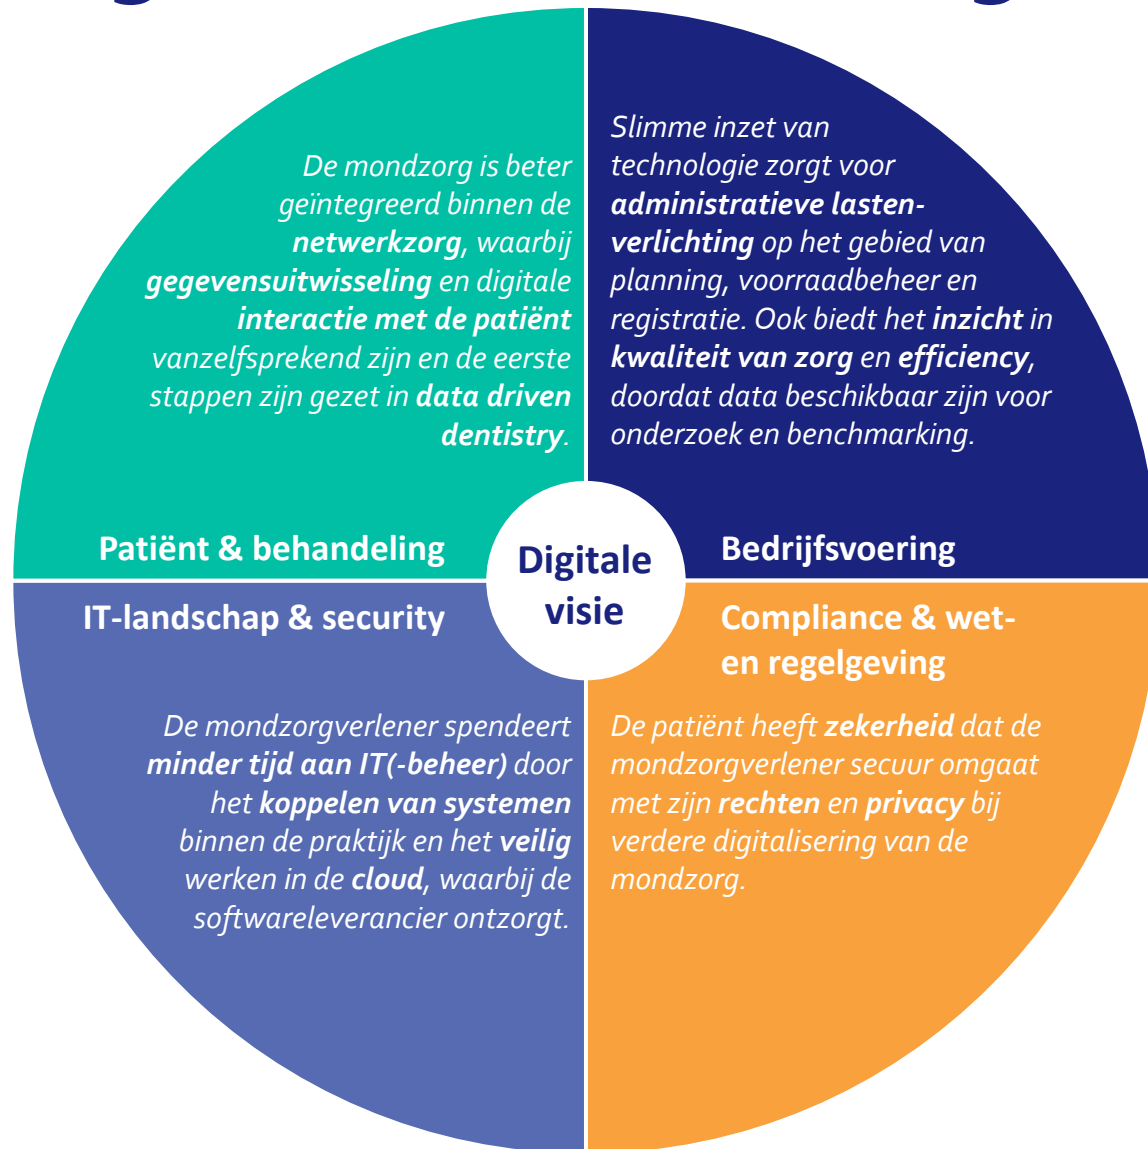 De mondzorg is beter
geïntegreerd binnen de
netwerkzorg, waarbij
gegevensuitwisseling en digitale
interactie met de patiënt
vanzelfsprekend zijn en de eerste
stappen zijn gezet in data driven
dentistry.
Patiënt & behandeling
Slimme inzet van
technologie zorgt voor
administratieve lasten-
verlichting op het gebied van
planning, voorraadbeheer en
registratie. Ook biedt het inzicht in
kwaliteit van zorg en efficiency,
doordat data beschikbaar zijn voor
onderzoek en benchmarking.
Bedrijfsvoering
Digitale
visie
IT-landschap & security
De mondzorgverlener spendeert
minder tijd aan IT(-beheer) door
het koppelen van systemen
binnen de praktijk en het veilig
werken in de cloud, waarbij de
softwareleverancier ontzorgt.
Compliance & wet-
en regelgeving
De patiënt heeft zekerheid dat de
mondzorgverlener secuur omgaat
met zijn rechten en privacy bij
verdere digitalisering van de
mondzorg.